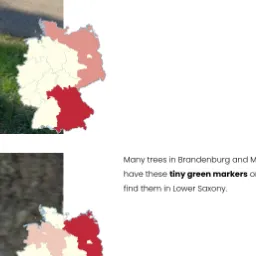 Many trees in Brandenburg and M
have these tiny green markers o
find them in Lower Saxony.